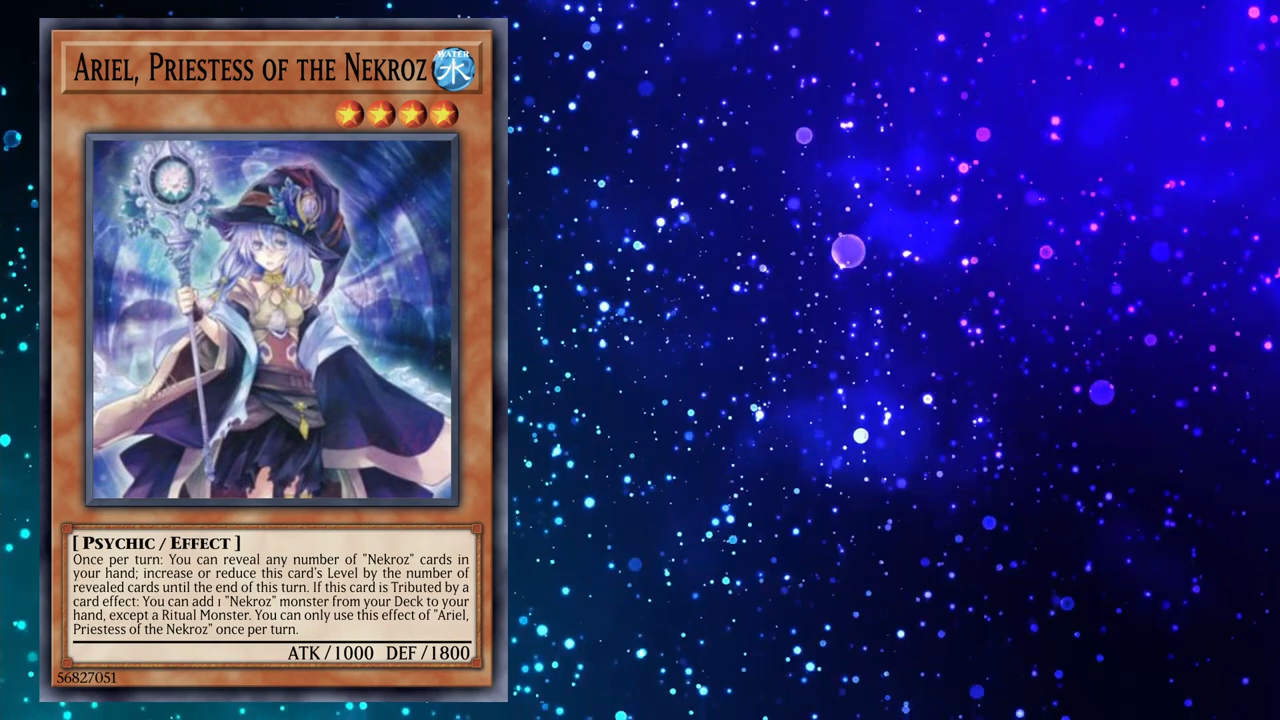 Ariel, Priestess of the Nekroz
WATER
水
[ Psychic / Effect ]
Once per turn: You can reveal any number of "Nekroz" cards in
your hand; increase or reduce this card's Level by the number of
revealed cards until the end of this turn. If this card is Tributed by a
card effect: You can add 1 "Nekroz" monster from your Deck to your
hand, except a Ritual Monster. You can only use this effect of "Ariel,
Priestess of the Nekroz" once per turn.
ATK/1000 DEF/1800
56827051